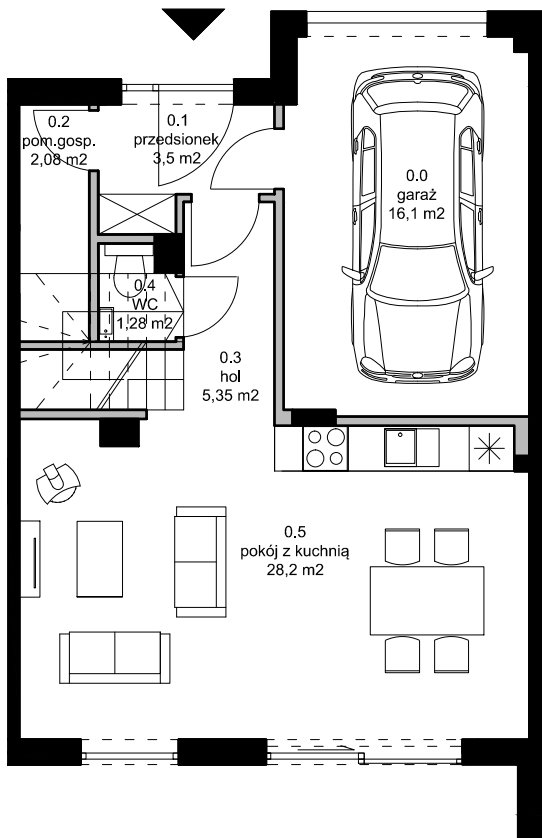 0.2
pom.gosp.
2,08 m2
0.1
przedsionek
3,5 m2
0.0
garaż
16,1 m2
0.4
WC
1,28 m2
0.3
hol
5,35 m2
0.5
pokój z kuchnią
28,2 m2